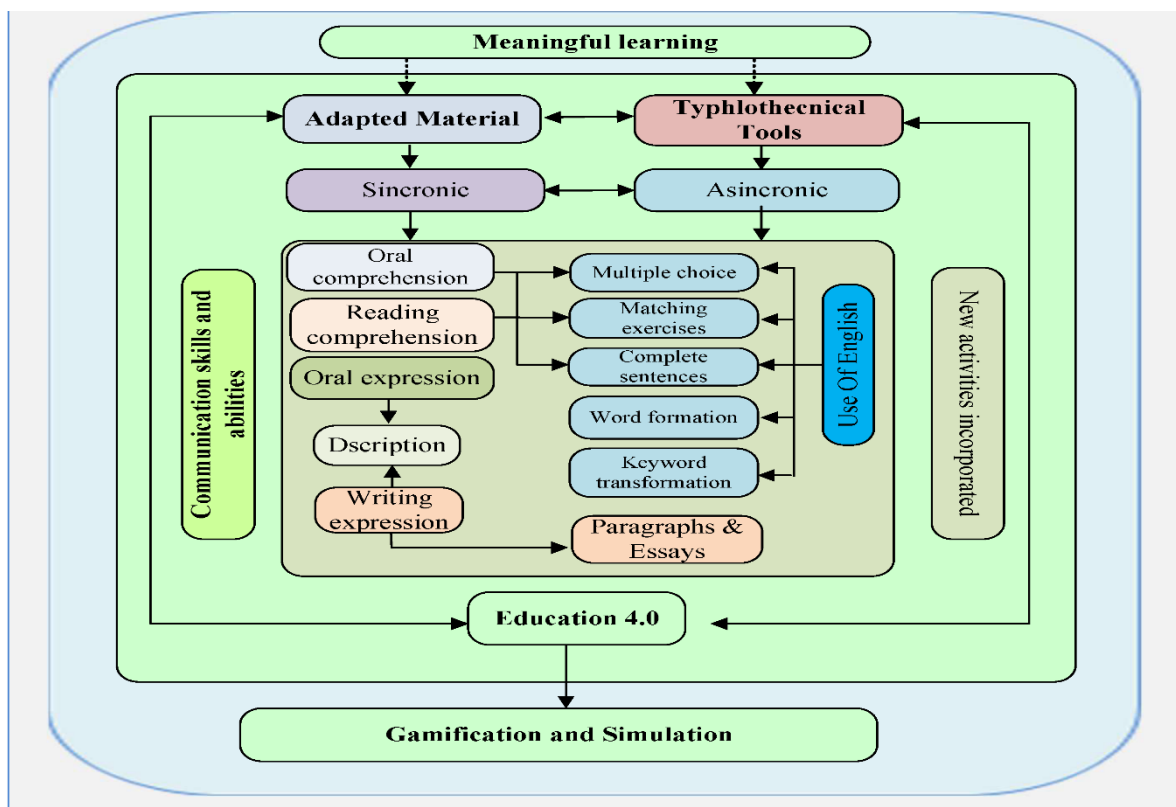 Meaningful learning
Adapted Material
Typhlothecnical
Tools
Sincronic
Asincronic
Oral
comprehension
Multiple choice
Reading
comprehension
Matching
exercises
Oral expression
Complete
sentences
Dscription
Word formation
Writing
expression
Keyword
transformation
Paragraphs &
Essays
Use Of English
Communication skills and
abilities
New activities incorporated
Education 4.0
Gamification and Simulation